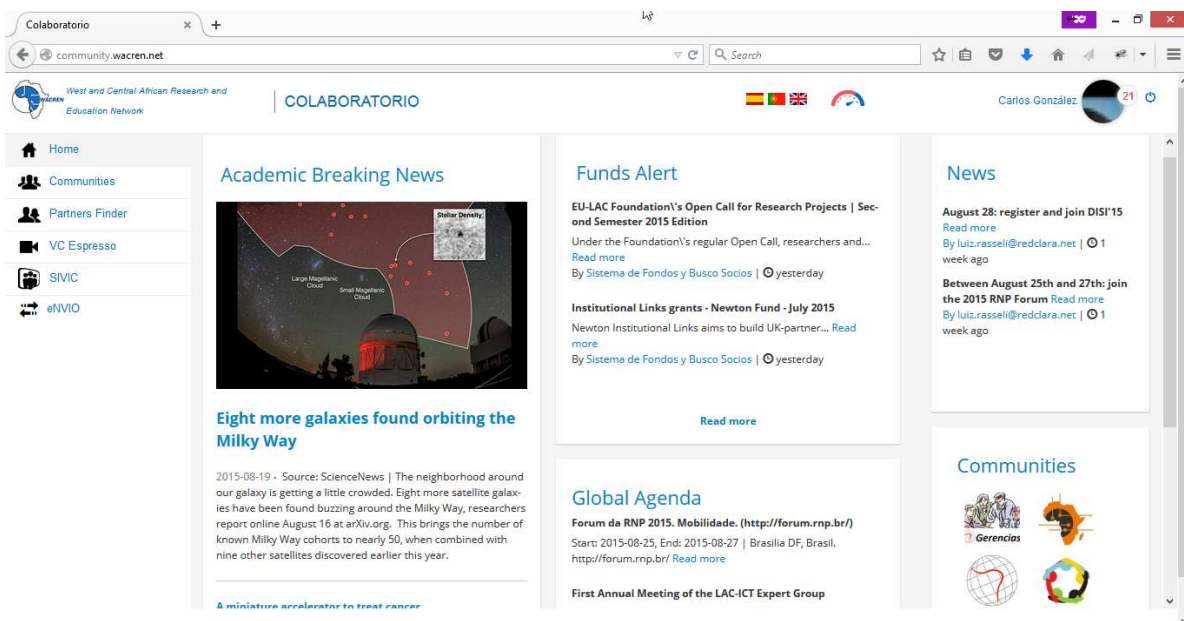 Colaboratorio
community.wacren.net
Search
WACREN
West and Central African Research and
Education Network
COLABORATORIO
Carlos González
21
Home
Communities
Partners Finder
VC Espresso
SIVIC
eNVIO
Academic Breaking News
Stellar Density
Large Magellanic
Cloud
Small Magellanic
Cloud
Eight more galaxies found orbiting the
Milky Way
2015-08-19 - Source: ScienceNews | The neighborhood around
our galaxy is getting a little crowded. Eight more satellite galax-
ies have been found buzzing around the Milky Way, researchers
report online August 16 at arXiv.org. This brings the number of
known Milky Way cohorts to nearly 50, when combined with
nine other satellites discovered earlier this year.
A miniature accelerator to treat cancer
Funds Alert
EU-LAC Foundation\'s Open Call for Research Projects | Sec-
ond Semester 2015 Edition
Under the Foundation\'s regular Open Call, researchers and...
Read more
By Sistema de Fondos y Busco Socios | yesterday
Institutional Links grants - Newton Fund - July 2015
Newton Institutional Links aims to build UK-partner... Read
more
By Sistema de Fondos y Busco Socios | yesterday
Read more
Global Agenda
Forum da RNP 2015. Mobilidade. (http://forum.rnp.br/)
Start: 2015-08-25, End: 2015-08-27 | Brasilia DF, Brasil.
http://forum.rnp.br/ Read more
First Annual Meeting of the LAC-ICT Expert Group
News
August 28: register and join DISI'15
Read more
By luiz.rasseli@redclara.net | 1
week ago
Between August 25th and 27th: join
the 2015 RNP Forum Read more
By luiz.rasseli@redclara.net | 1
week ago
Communities
Gerencias